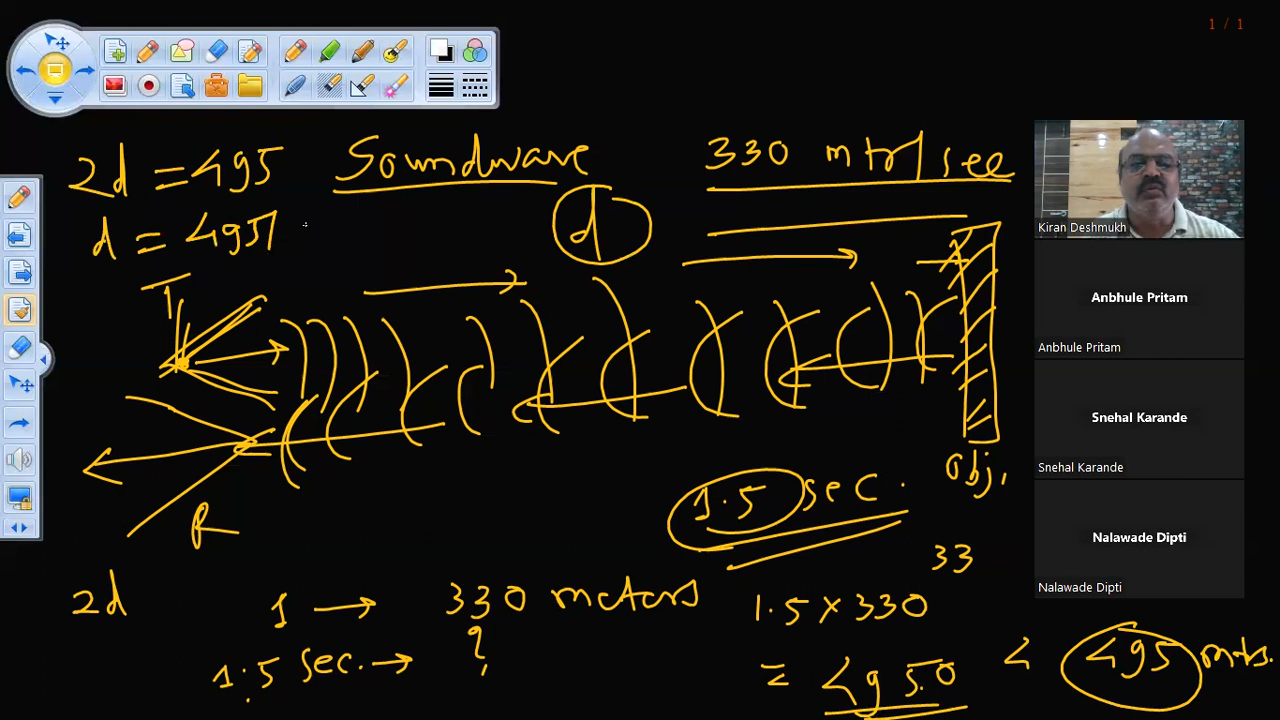 1 / 1
2d = 495 Soundwave 330 mtr/sec
d = 495/
d
T
Obj,
R
1.5 sec.
33
2d 1 → 330 meters 1.5 x 330
1.5 sec. → ?
= 495.0 495 mtrs.
Kiran Deshmukh
Anbhule Pritam
Anbhule Pritam
Snehal Karande
Snehal Karande
Nalawade Dipti
Nalawade Dipti